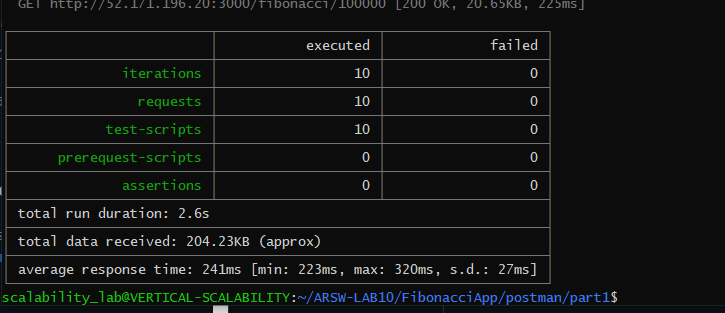 GET http://52.171.196.20:3000/fibonacci/100000 [200 OK, 20.65KB, 225ms]
executed failed
iterations 10 0
requests 10 0
test-scripts 10 0
prerequest-scripts 0 0
assertions 0 0
total run duration: 2.6s
total data received: 204.23KB (approx)
average response time: 241ms [min: 223ms, max: 320ms, s.d.: 27ms]
scalability_lab@VERTICAL-SCALABILITY:~/ARSW-LAB10/FibonacciApp/postman/part1$